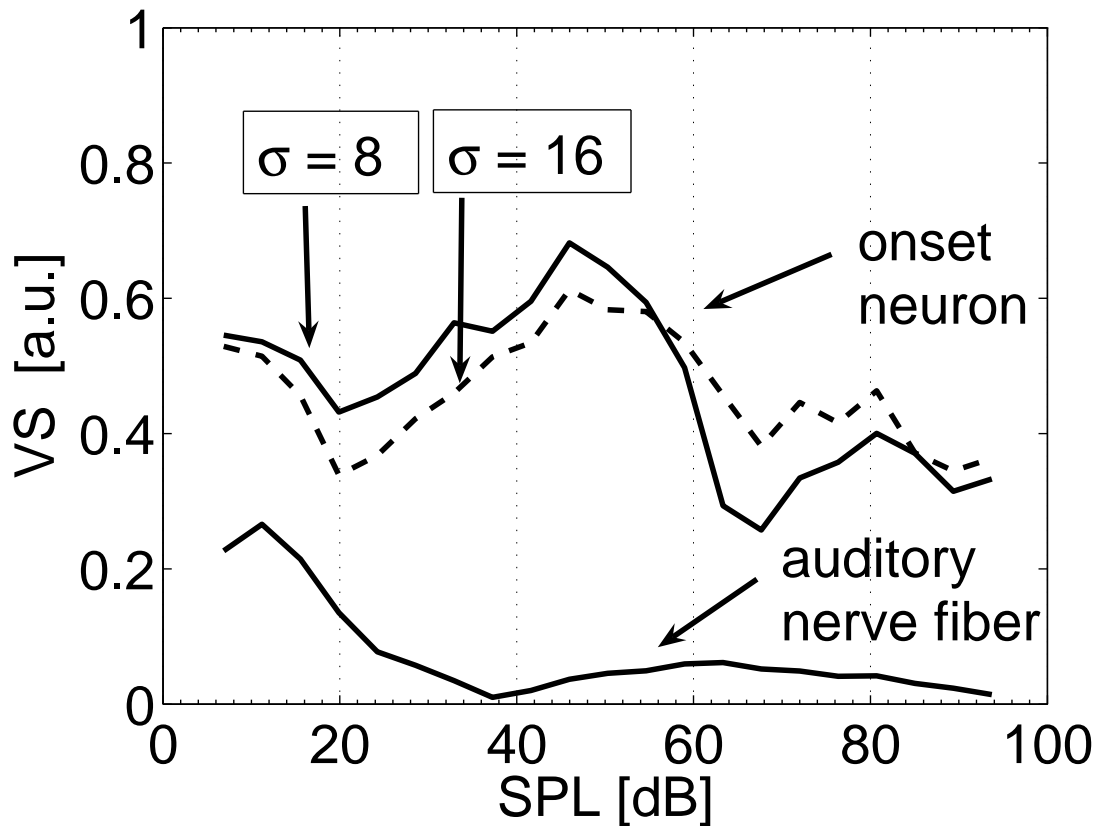 1
0.8
0.6
0.4
0.2
0
VS [a.u.]
σ = 8
σ = 16
onset
neuron
auditory
nerve fiber
0 20 40 60 80 100
SPL [dB]